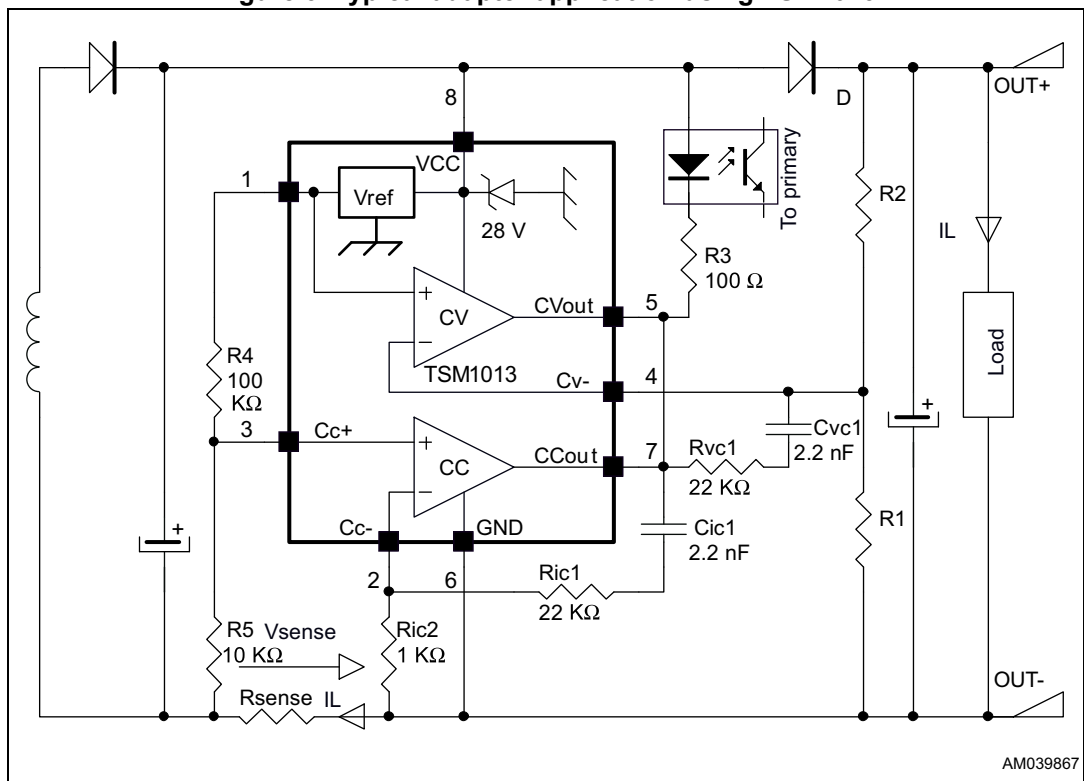 OUT+
8
D
VCC
1
Vref
To primary
R2
28 V
IL
R3
100 Ω
+
CV
−
CVout
5
TSM1013
R4
100
KΩ
Cv-
4
Load
+
3
Cc+
+
CC
−
CCout
7
Rvc1
22 KΩ
Cvc1
2.2 nF
Cc-
GND
Cic1
2.2 nF
R1
+
2
6
Ric1
22 KΩ
R5
10 KΩ
Vsense
Ric2
1 KΩ
Rsense
IL
OUT-
AM039867